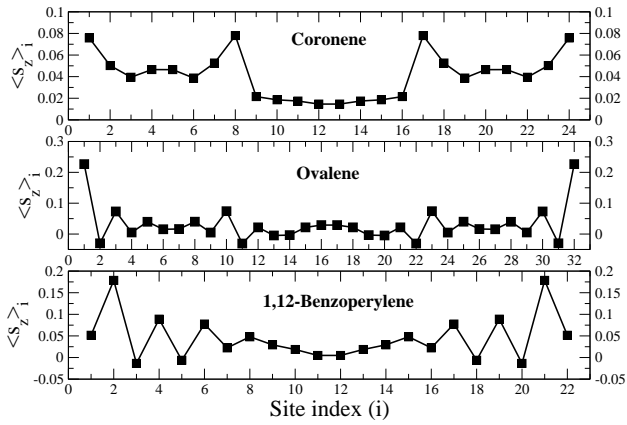 0.1 0.1
0.08 0.08
0.06 0.06
0.04 0.04
0.02 0.02
0 0
<s_z>_i
Coronene
0 2 4 6 8 10 12 14 16 18 20 22 24
0.3 0.3
0.2 0.2
0.1 0.1
0 0
<s_z>_i
Ovalene
0 2 4 6 8 10 12 14 16 18 20 22 24 26 28 30 32
0.2 0.2
0.15 0.15
0.1 0.1
0.05 0.05
0 0
-0.05 -0.05
<s_z>_i
1,12-Benzoperylene
0 2 4 6 8 10 12 14 16 18 20 22
Site index (i)